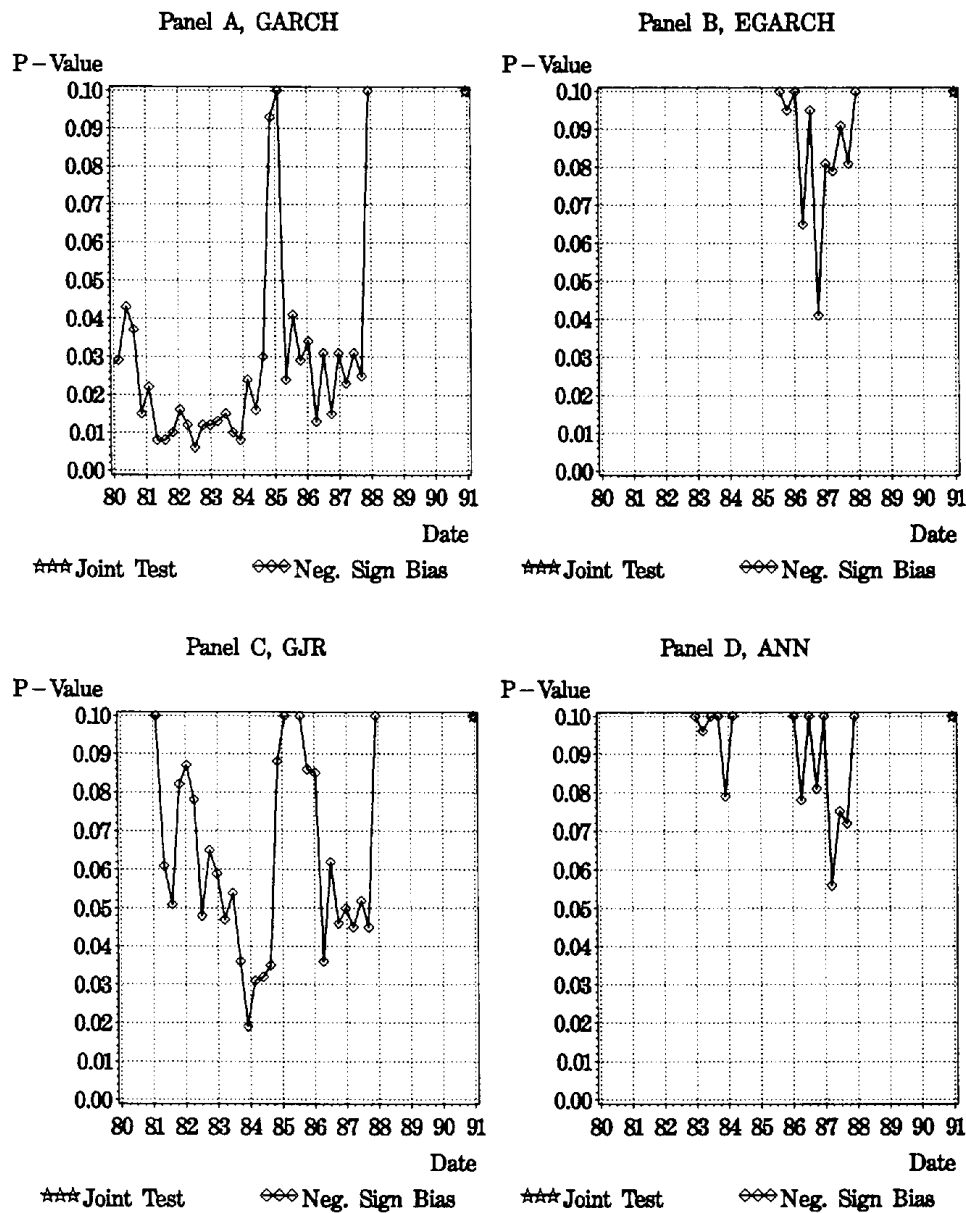 Panel A, GARCH
P – Value
0.10
0.09
0.08
0.07
0.06
0.05
0.04
0.03
0.02
0.01
0.00
80 81 82 83 84 85 86 87 88 89 90 91
Date
Joint Test Neg. Sign Bias
Panel B, EGARCH
P – Value
0.10
0.09
0.08
0.07
0.06
0.05
0.04
0.03
0.02
0.01
0.00
80 81 82 83 84 85 86 87 88 89 90 91
Date
Joint Test Neg. Sign Bias
Panel C, GJR
P – Value
0.10
0.09
0.08
0.07
0.06
0.05
0.04
0.03
0.02
0.01
0.00
80 81 82 83 84 85 86 87 88 89 90 91
Date
Joint Test Neg. Sign Bias
Panel D, ANN
P – Value
0.10
0.09
0.08
0.07
0.06
0.05
0.04
0.03
0.02
0.01
0.00
80 81 82 83 84 85 86 87 88 89 90 91
Date
Joint Test Neg. Sign Bias